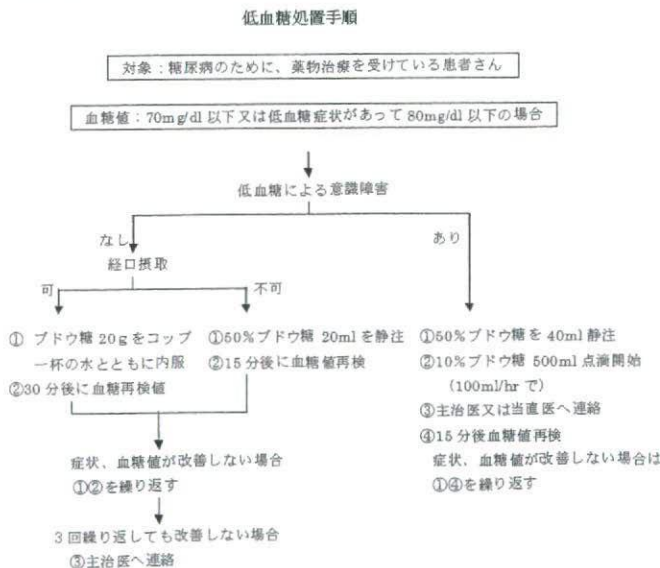 低血糖処置手順
対象：糖尿病のために、薬物治療を受けている患者さん
血糖値：70mg/dl 以下又は低血糖症状があって 80mg/dl 以下の場合
低血糖による意識障害
なし
あり
経口摂取
可
不可
① ブドウ糖 20g をコップ
一杯の水とともに内服
②30 分後に血糖再検値
①50%ブドウ糖 20ml を静注
②15 分後に血糖値再検
①50%ブドウ糖を 40ml 静注
②10%ブドウ糖 500ml 点滴開始
(100ml/hr で)
③主治医又は当直医へ連絡
④15 分後血糖値再検
症状、血糖値が改善しない場合は
①④を繰り返す
症状、血糖値が改善しない場合
①②を繰り返す
3 回繰り返しても改善しない場合
③主治医へ連絡